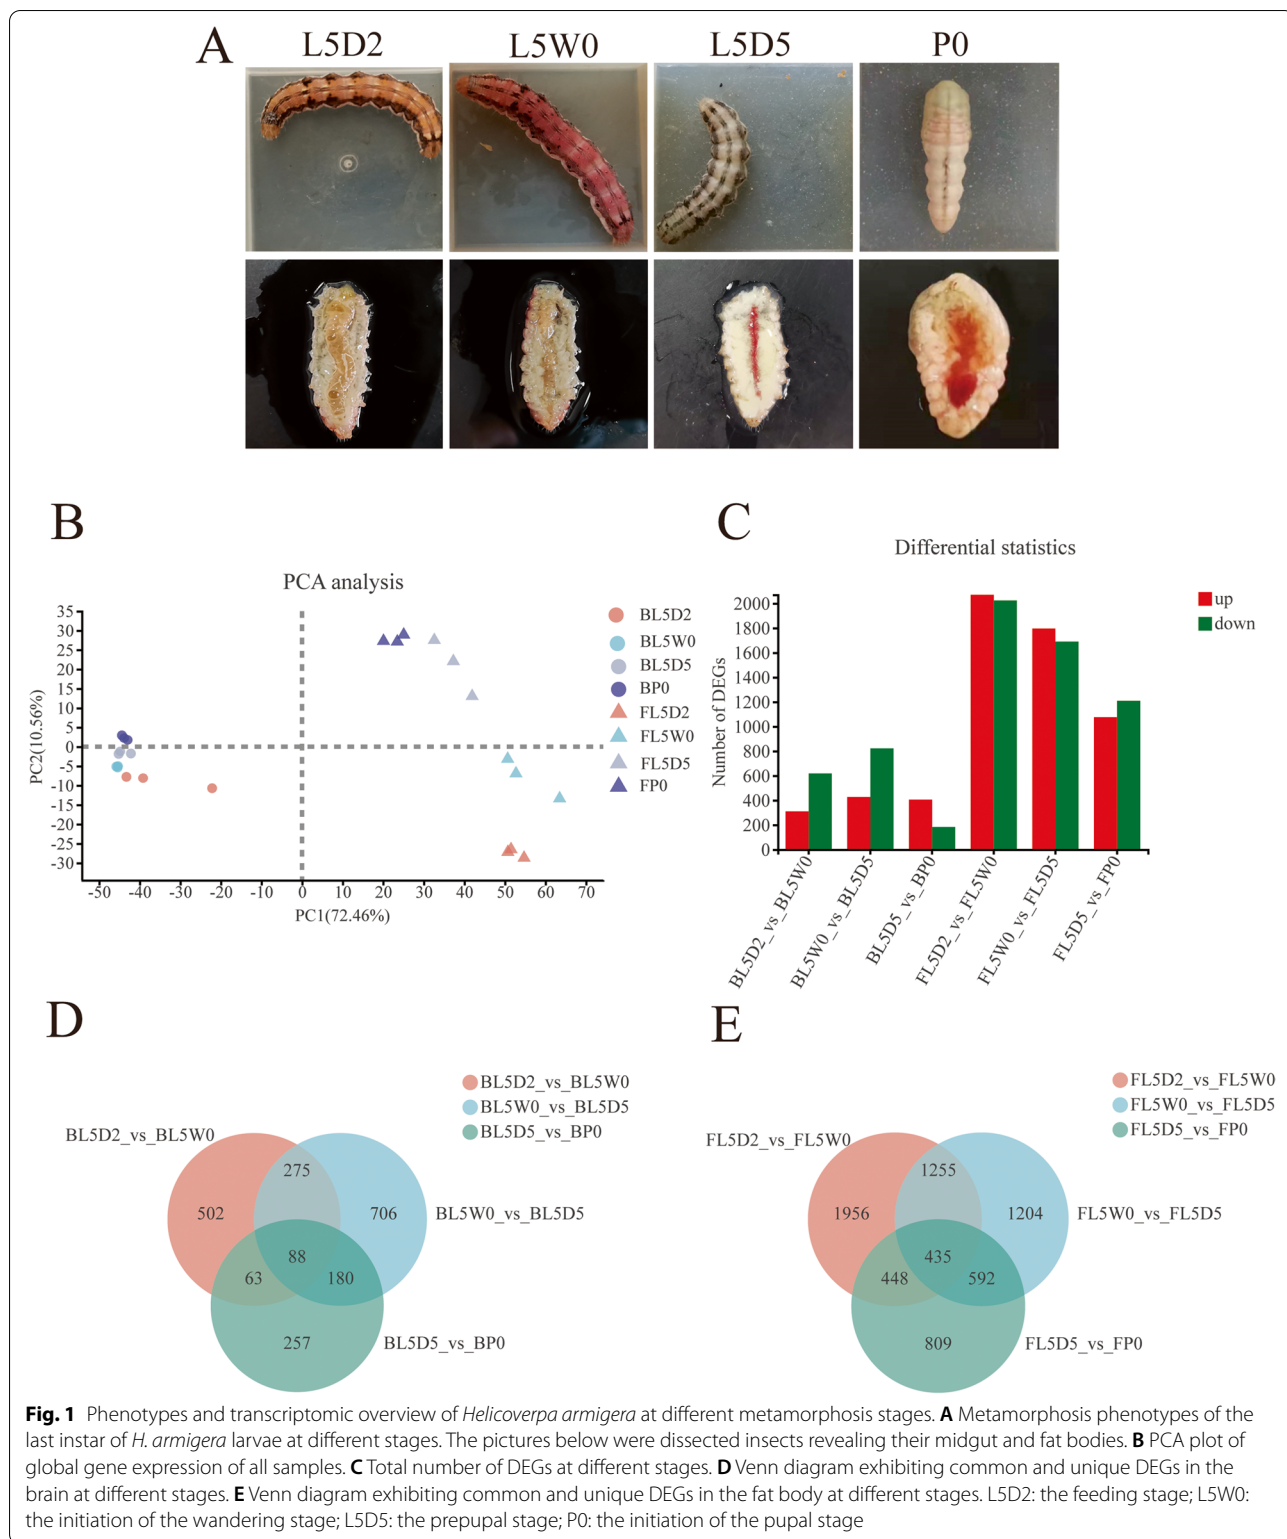 A
L5D2 L5W0 L5D5 P0
B
PCA analysis
PC2(10.56%)
35
30
25
20
15
10
5
0
-5
-10
-15
-20
-25
-30
-50 -40 -30 -20 -10 0 10 20 30 40 50 60 70
PC1(72.46%)
BL5D2
BL5W0
BL5D5
BP0
FL5D2
FL5W0
FL5D5
FP0
C
Differential statistics
Number of DEGs
2000
1800
1600
1400
1200
1000
800
600
400
200
0
up
down
BL5D2_vs_BL5W0
BL5W0_vs_BL5D5
BL5D5_vs_BP0
FL5D2_vs_FL5W0
FL5W0_vs_FL5D5
FL5D5_vs_FP0
D
BL5D2_vs_BL5W0
BL5W0_vs_BL5D5
BL5D5_vs_BP0
BL5D2_vs_BL5W0
275
502
706
BL5W0_vs_BL5D5
88
63
180
257
BL5D5_vs_BP0
E
FL5D2_vs_FL5W0
FL5W0_vs_FL5D5
FL5D5_vs_FP0
FL5D2_vs_FL5W0
1255
1956
1204
FL5W0_vs_FL5D5
435
448
592
809
FL5D5_vs_FP0
Fig. 1 Phenotypes and transcriptomic overview of Helicoverpa armigera at different metamorphosis stages. A Metamorphosis phenotypes of the
last instar of H. armigera larvae at different stages. The pictures below were dissected insects revealing their midgut and fat bodies. B PCA plot of
global gene expression of all samples. C Total number of DEGs at different stages. D Venn diagram exhibiting common and unique DEGs in the
brain at different stages. E Venn diagram exhibiting common and unique DEGs in the fat body at different stages. L5D2: the feeding stage; L5W0:
the initiation of the wandering stage; L5D5: the prepupal stage; P0: the initiation of the pupal stage